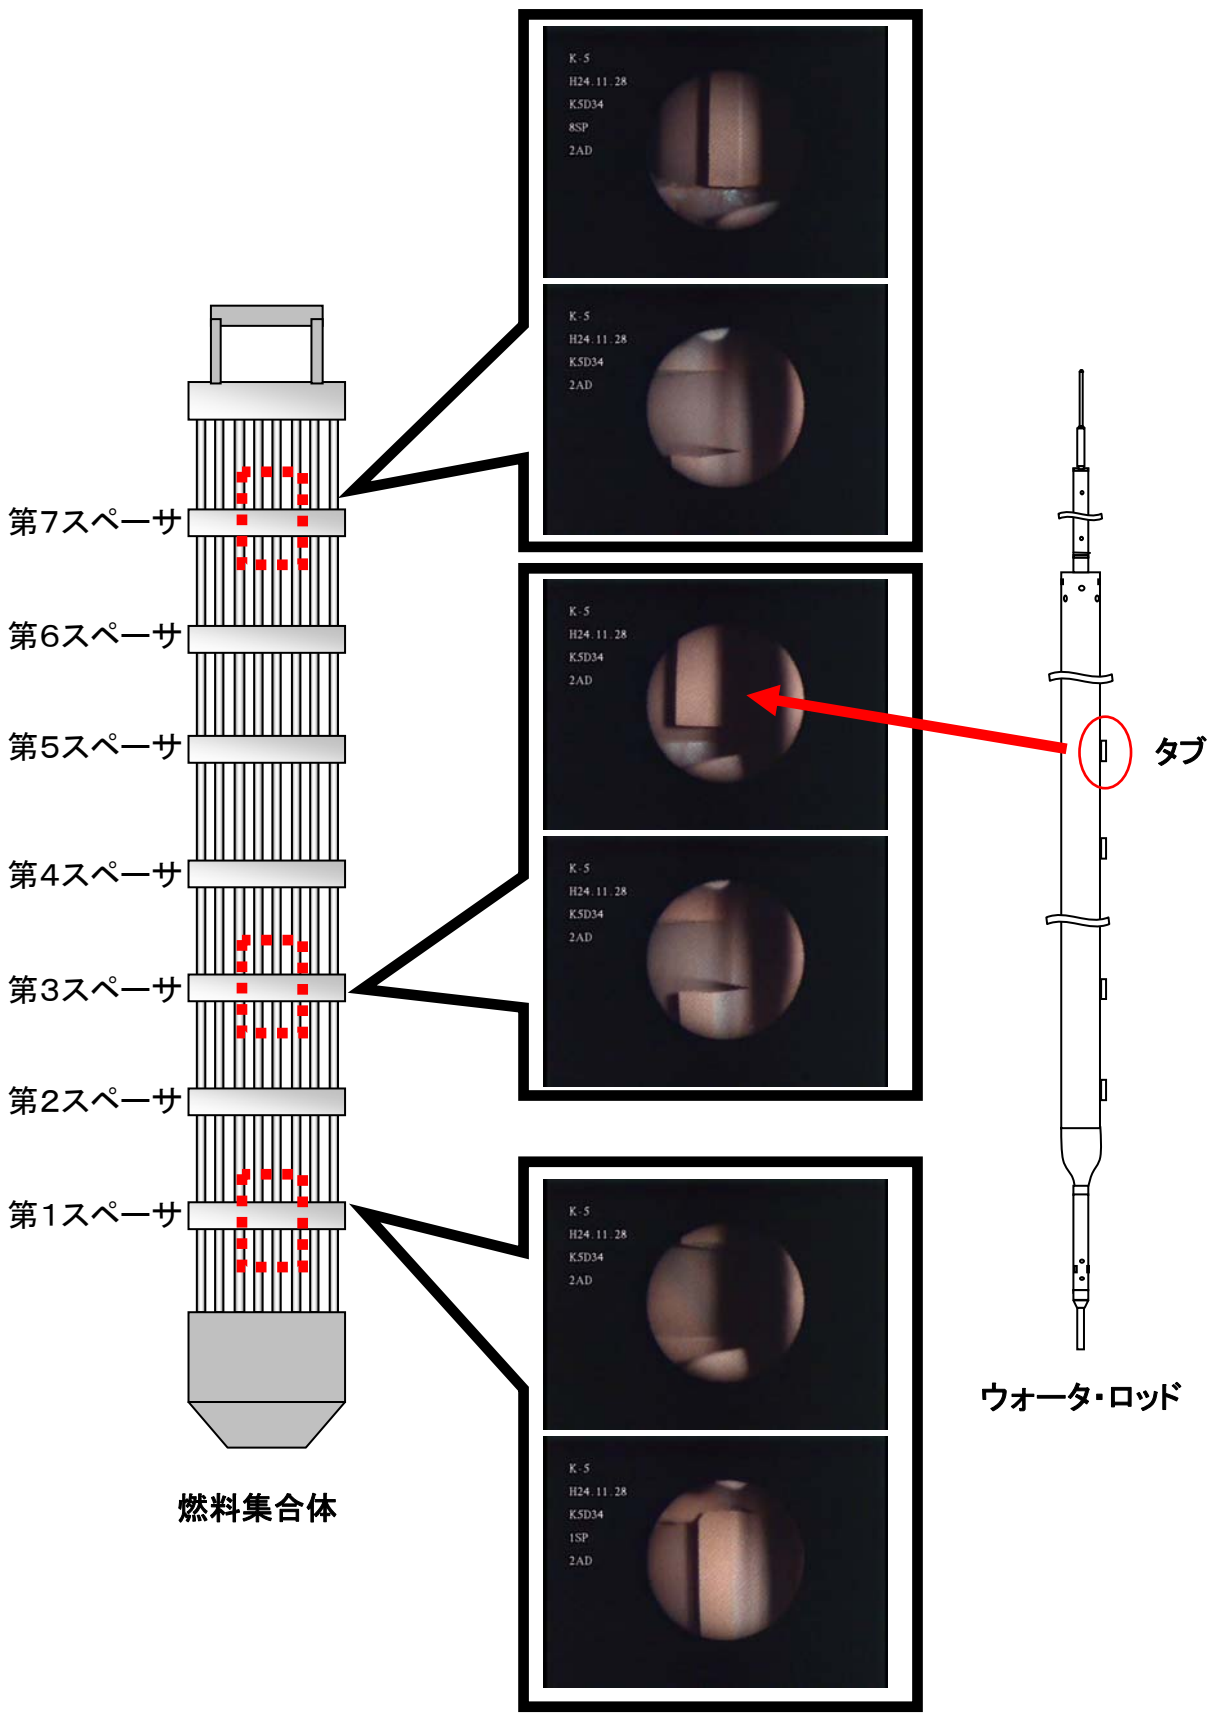 K-5
H24.11.28
K5D34
8SP
2AD
K-5
H24.11.28
K5D34
2AD
第7スペーサ
第6スペーサ
第5スペーサ
第4スペーサ
第3スペーサ
第2スペーサ
第1スペーサ
燃料集合体
K-5
H24.11.28
K5D34
2AD
K-5
H24.11.28
K5D34
2AD
K-5
H24.11.28
K5D34
2AD
K-5
H24.11.28
K5D34
1SP
2AD
タブ
ウォータ・ロッド